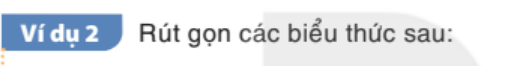 Ví dụ 2 Rút gọn các biểu thức sau: